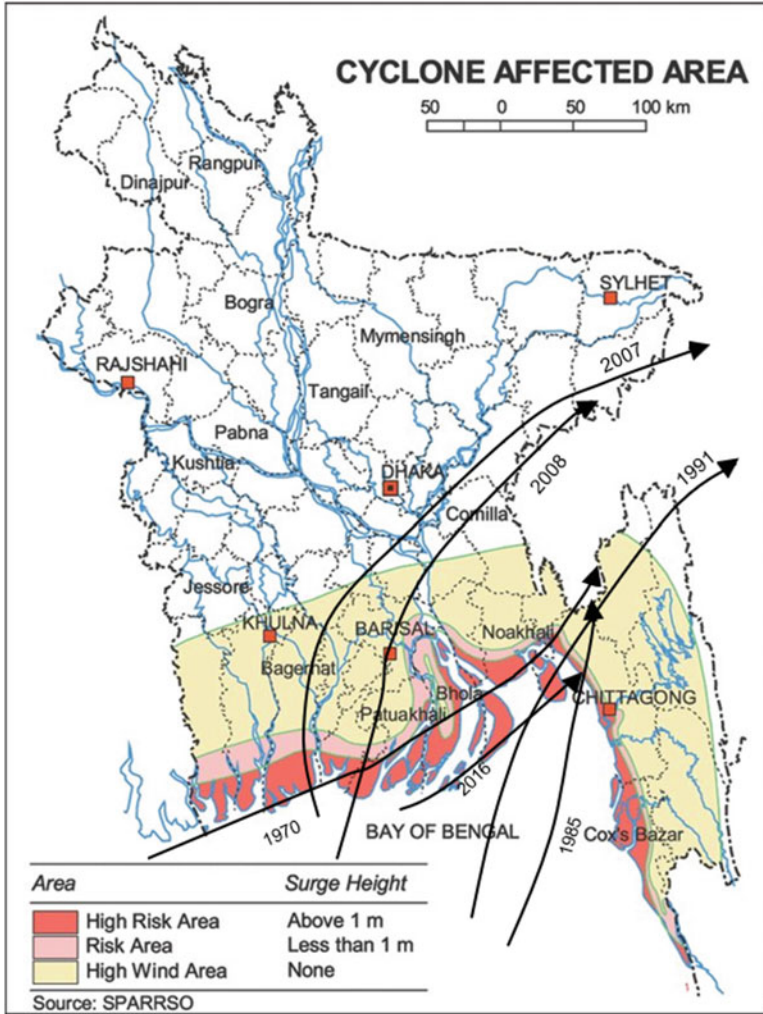 CYCLONE AFFECTED AREA
50 0 50 100 km
Rangpur
Dinajpur
SYLHET
Bogra
Mymensingh
2007
RAJSHAHI
Tangail
Pabna
Kushtia
DHAKA
2008
1991
Comilla
Jessore
KHULNA
BARISAL
Noakhali
Bagerhat
Bhola
CHITTAGONG
Patuakhali
2016
1970
BAY OF BENGAL
1985
Cox's Bazar
Area Surge Height
High Risk Area Above 1 m
Risk Area Less than 1 m
High Wind Area None
Source: SPARRSO